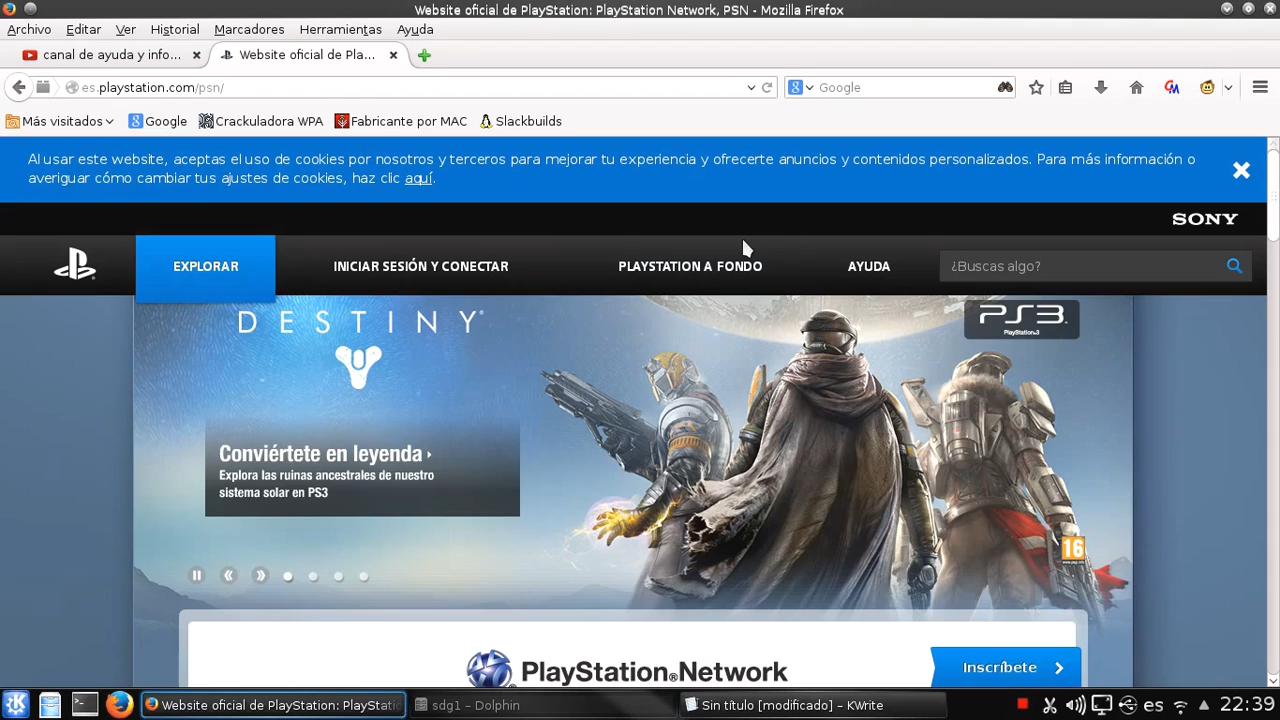 Website oficial de PlayStation: PlayStation Network, PSN - Mozilla Firefox
Archivo Editar Ver Historial Marcadores Herramientas Ayuda
canal de ayuda y info... Website oficial de Pla...
es.playstation.com/psn/ Google
Más visitados Google Crackuladora WPA Fabricante por MAC Slackbuilds
Al usar este website, aceptas el uso de cookies por nosotros y terceros para mejorar tu experiencia y ofrecerte anuncios y contenidos personalizados. Para más información o
averiguar cómo cambiar tus ajustes de cookies, haz clic aquí.
SONY
EXPLORAR INICIAR SESIÓN Y CONECTAR PLAYSTATION A FONDO AYUDA ¿Buscas algo?
DESTINY
PS3
PlayStation 3
Conviértete en leyenda
Explora las ruinas ancestrales de nuestro
sistema solar en PS3
16
PlayStation®Network
Inscríbete
Website oficial de PlayStation: PlayStati sdg1 - Dolphin Sin título [modificado] - KWrite es 22:39